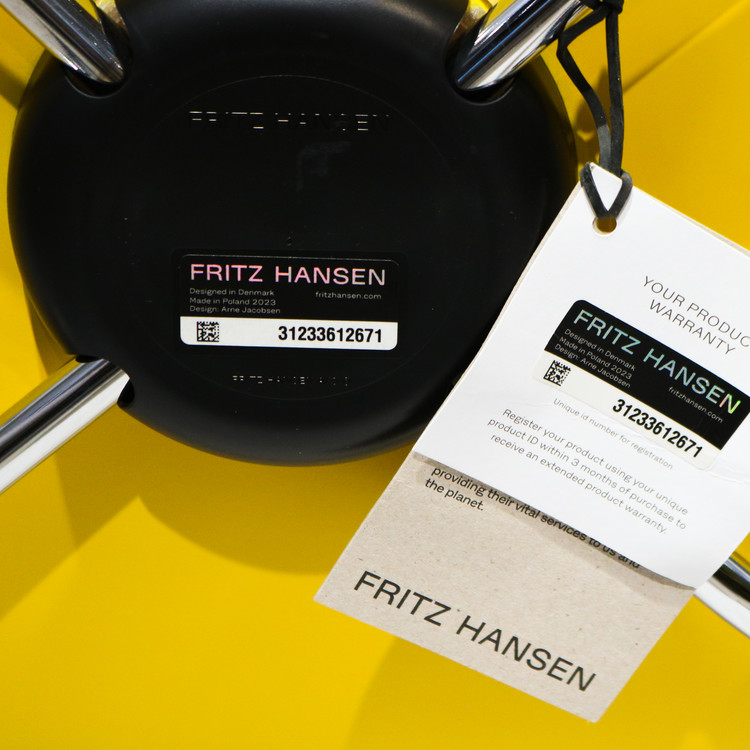 FRITZ HANSEN
FRITZ HANSEN
Designed in Denmark
Made in Poland 2023
Design: Arne Jacobsen
fritzhansen.com
31233612671
YOUR PRODUC
WARRANTY
FRITZ HANSEN
Designed in Denmark
Made in Poland 2023
Design: Arne Jacobsen
fritzhansen.com
31233612671
Unique id number for registration
Register your product using your unique
product ID within 3 months of purchase to
receive an extended product warranty.
providing their vital services to us and
the planet.
FRITZ HANSEN